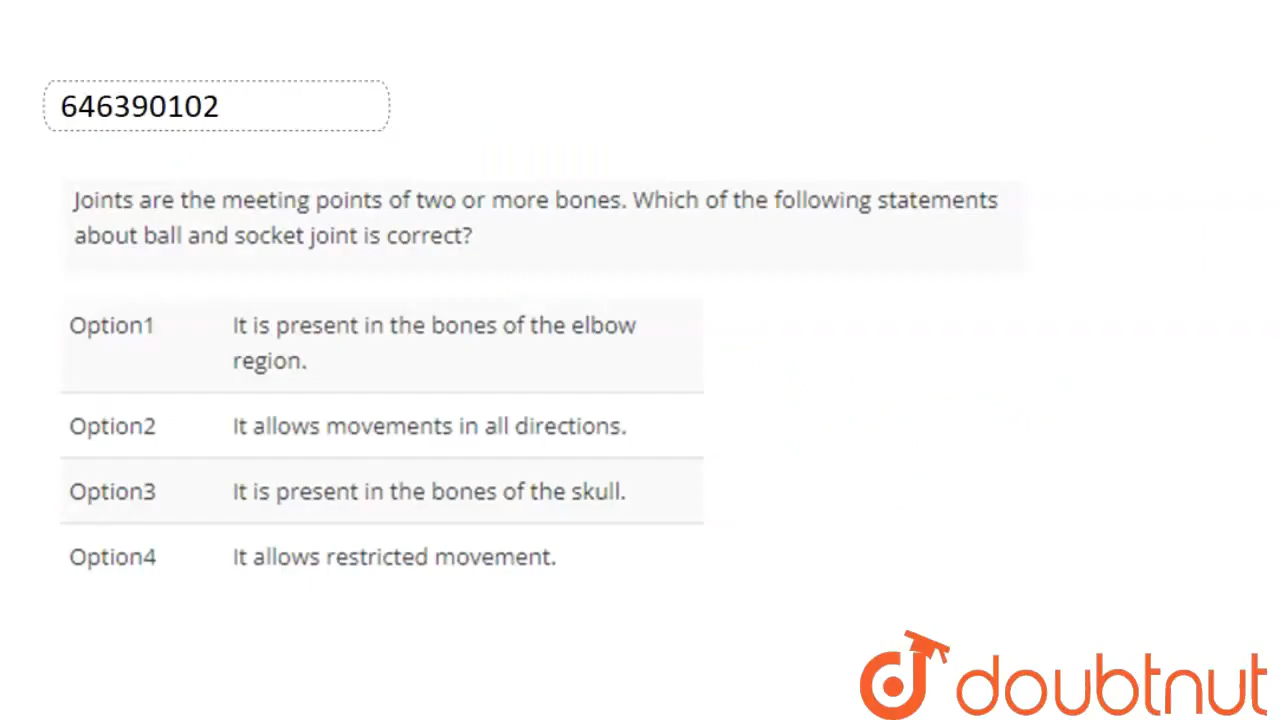 646390102
Joints are the meeting points of two or more bones. Which of the following statements
about ball and socket joint is correct?
Option1 It is present in the bones of the elbow
region.
Option2 It allows movements in all directions.
Option3 It is present in the bones of the skull.
Option4 It allows restricted movement.
doubtnut